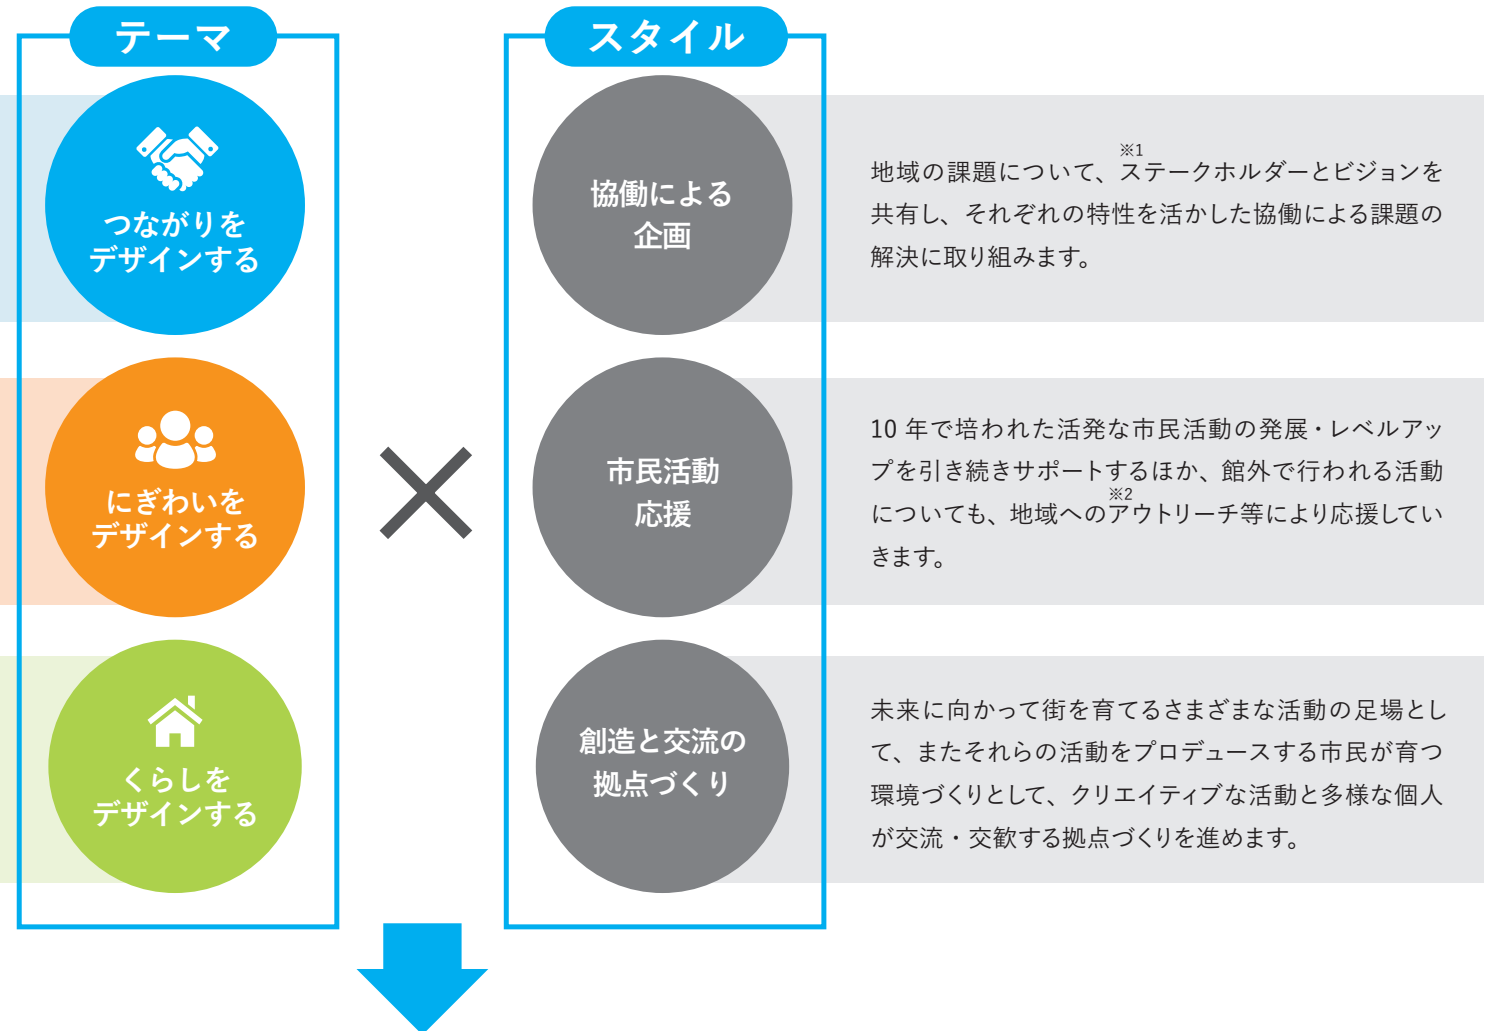 テーマ
つながりを
デザインする
にぎわいを
デザインする
くらしを
デザインする
スタイル
協働による
企画
※1
地域の課題について、ステークホルダーとビジョンを
共有し、それぞれの特性を活かした協働による課題の
解決に取り組みます。
市民活動
応援
10 年で培われた活発な市民活動の発展・レベルアッ
プを引き続きサポートするほか、館外で行われる活動
※2
についても、地域へのアウトリーチ等により応援してい
きます。
創造と交流の
拠点づくり
未来に向かって街を育てるさまざまな活動の足場とし
て、またそれらの活動をプロデュースする市民が育つ
環境づくりとして、クリエイティブな活動と多様な個人
が交流・交歓する拠点づくりを進めます。